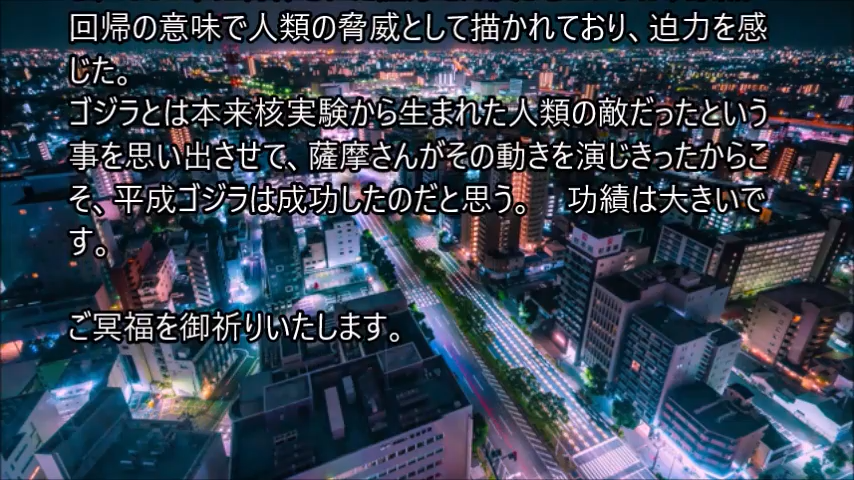 回帰の意味で人類の脅威として描かれており、迫力を感
じた。
ゴジラとは本来核実験から生まれた人類の敵だったという
事を思い出させて、薩摩さんがその動きを演じきったからこ
そ、平成ゴジラは成功したのだと思う。　功績は大きいで
す。
ご冥福を御祈りいたします。